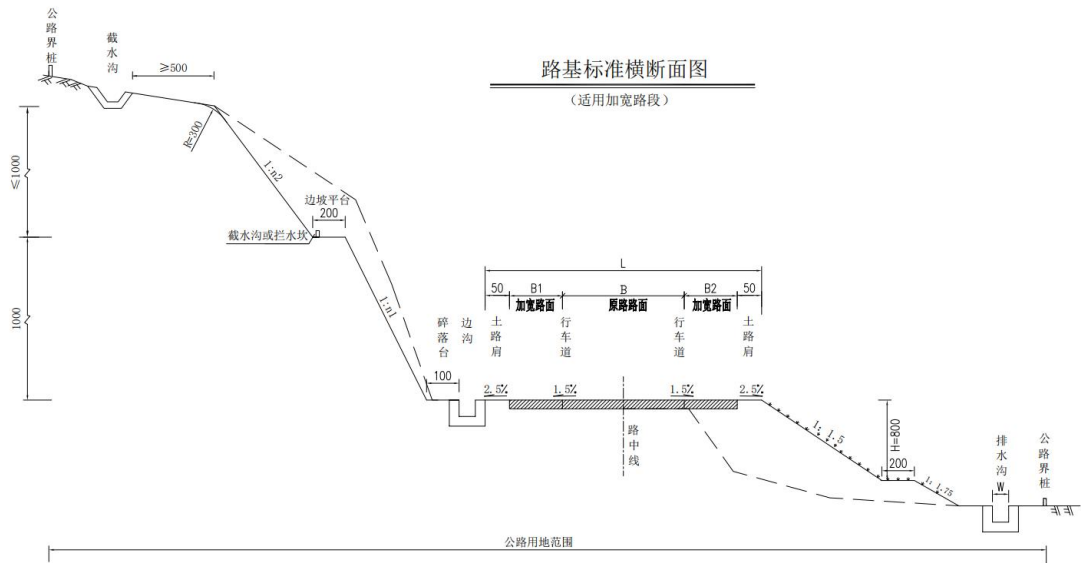 路基标准横断面图
（适用加宽路段）
公路界桩
截水沟
≥500
R=300
≤1000
1:n2
边坡平台
200
截水沟或拦水坎
1000
1:n1
L
50
B1
B
B2
50
加宽路面
原路路面
加宽路面
碎落台
边沟
土路肩
行车道
行车道
土路肩
100
2.5%
1.5%
1.5%
2.5%
路中线
1: 1.5
H=800
200
1: 1.75
排水沟
W
公路界桩
公路用地范围